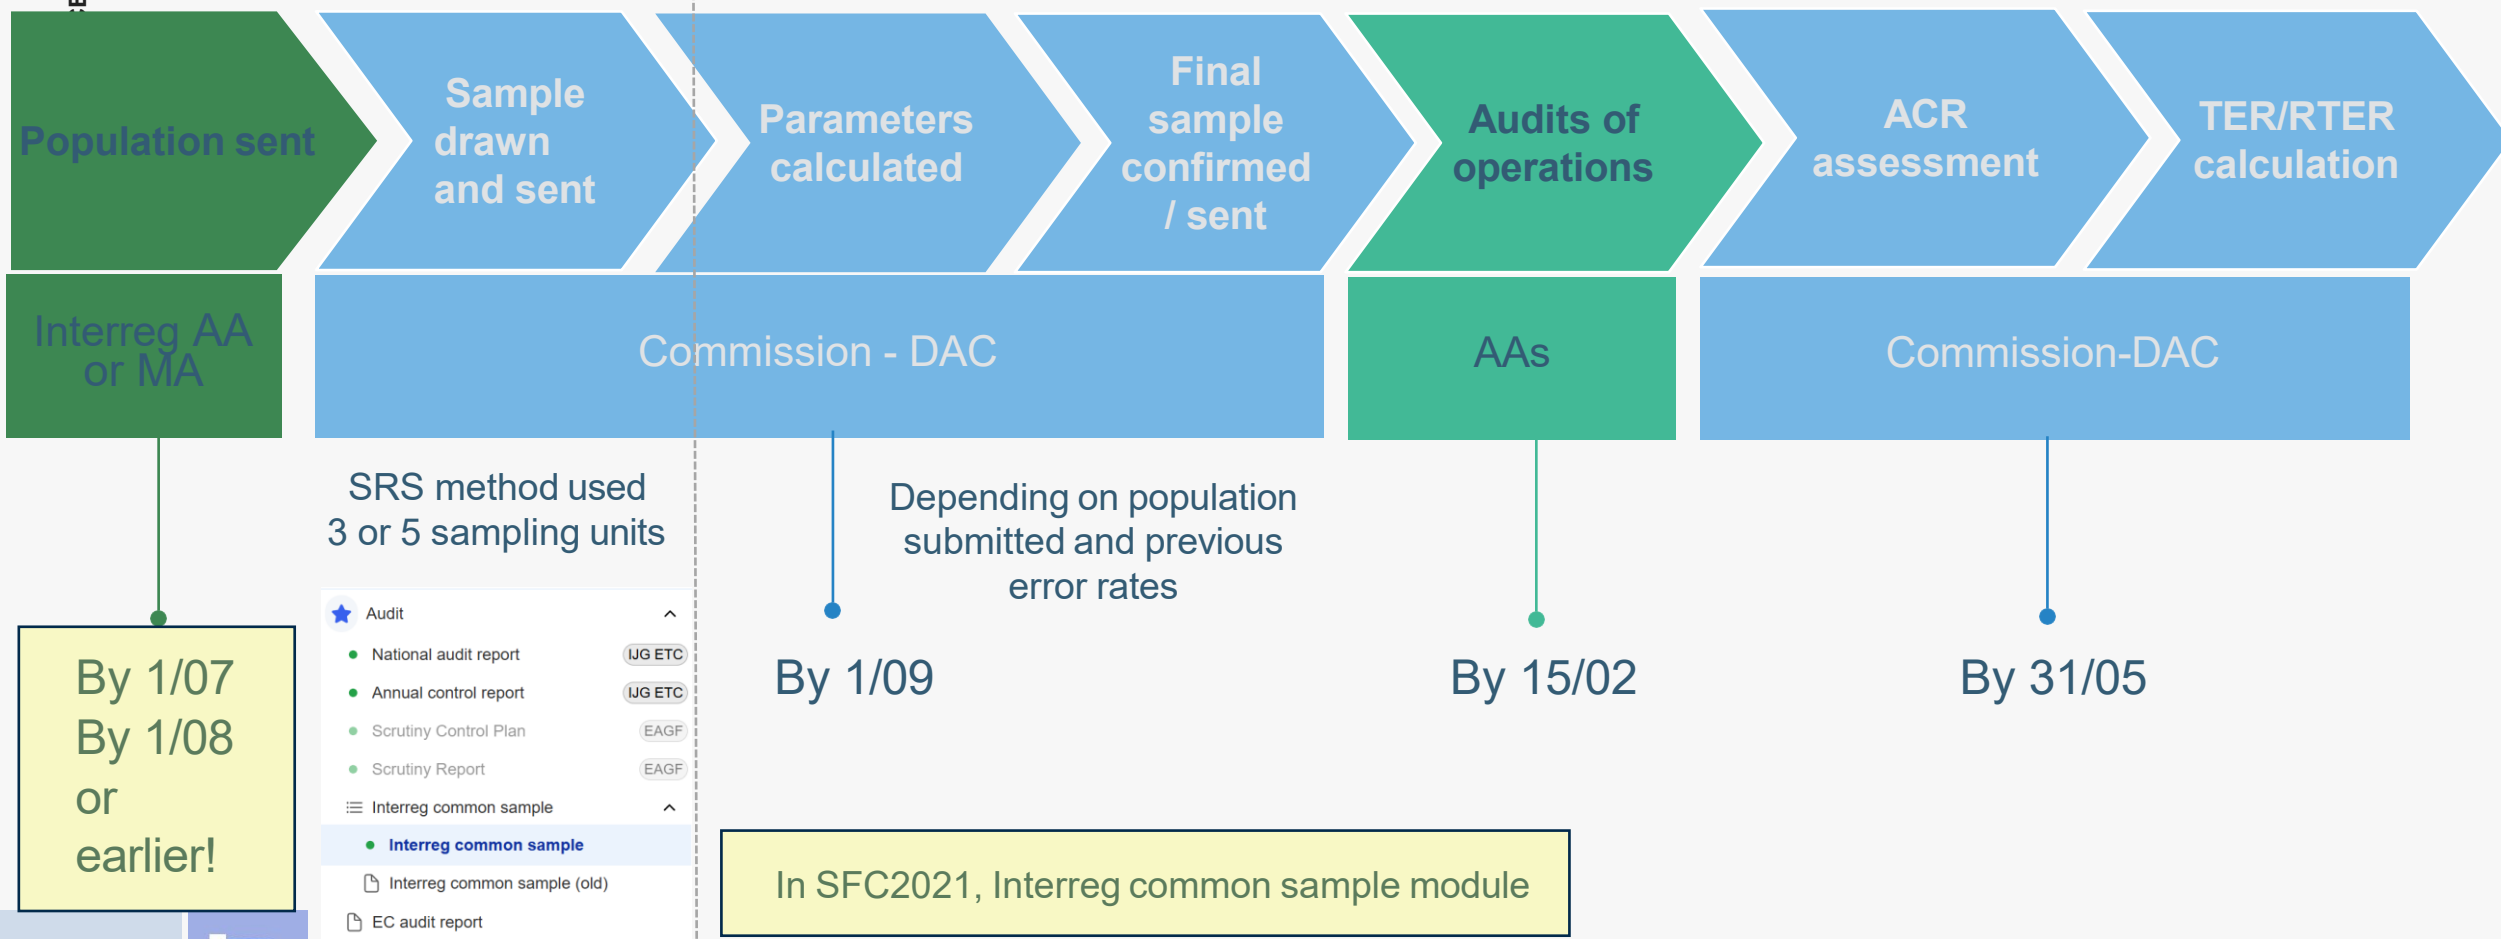 Population sent
Sample
drawn
and sent
Parameters
calculated
Final
sample
confirmed
/ sent
Audits of
operations
ACR
assessment
TER/RTER
calculation
Interreg AA
or MA
Commission - DAC
AAs
Commission-DAC
SRS method used
3 or 5 sampling units
Depending on population
submitted and previous
error rates
By 1/07
By 1/08
or
earlier!
By 1/09
By 15/02
By 31/05
Audit
National audit report IJG ETC
Annual control report IJG ETC
Scrutiny Control Plan EAGF
Scrutiny Report EAGF
Interreg common sample
Interreg common sample
Interreg common sample (old)
EC audit report
In SFC2021, Interreg common sample module